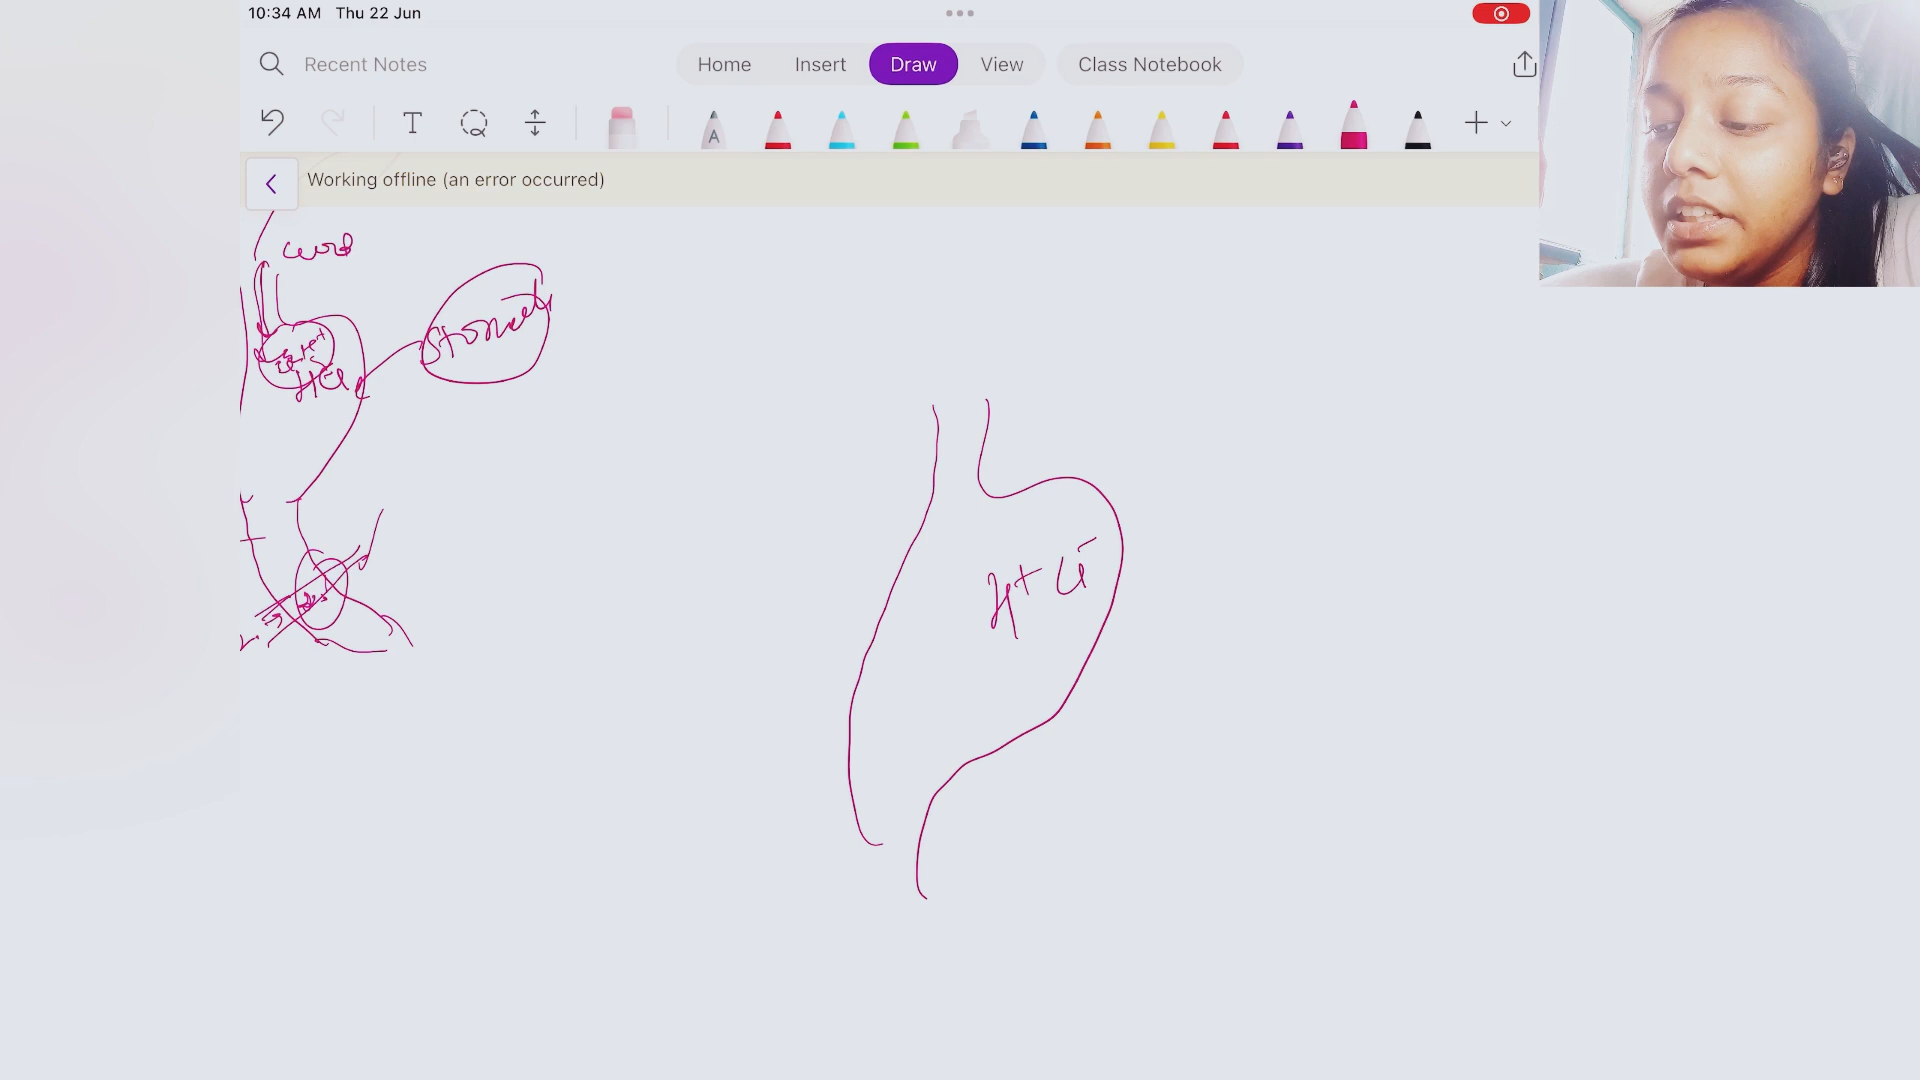 10:34 AM Thu 22 Jun
Recent Notes
Home Insert Draw View Class Notebook
T
A
Working offline (an error occurred)
Stomach
HCl
H+ Cl-